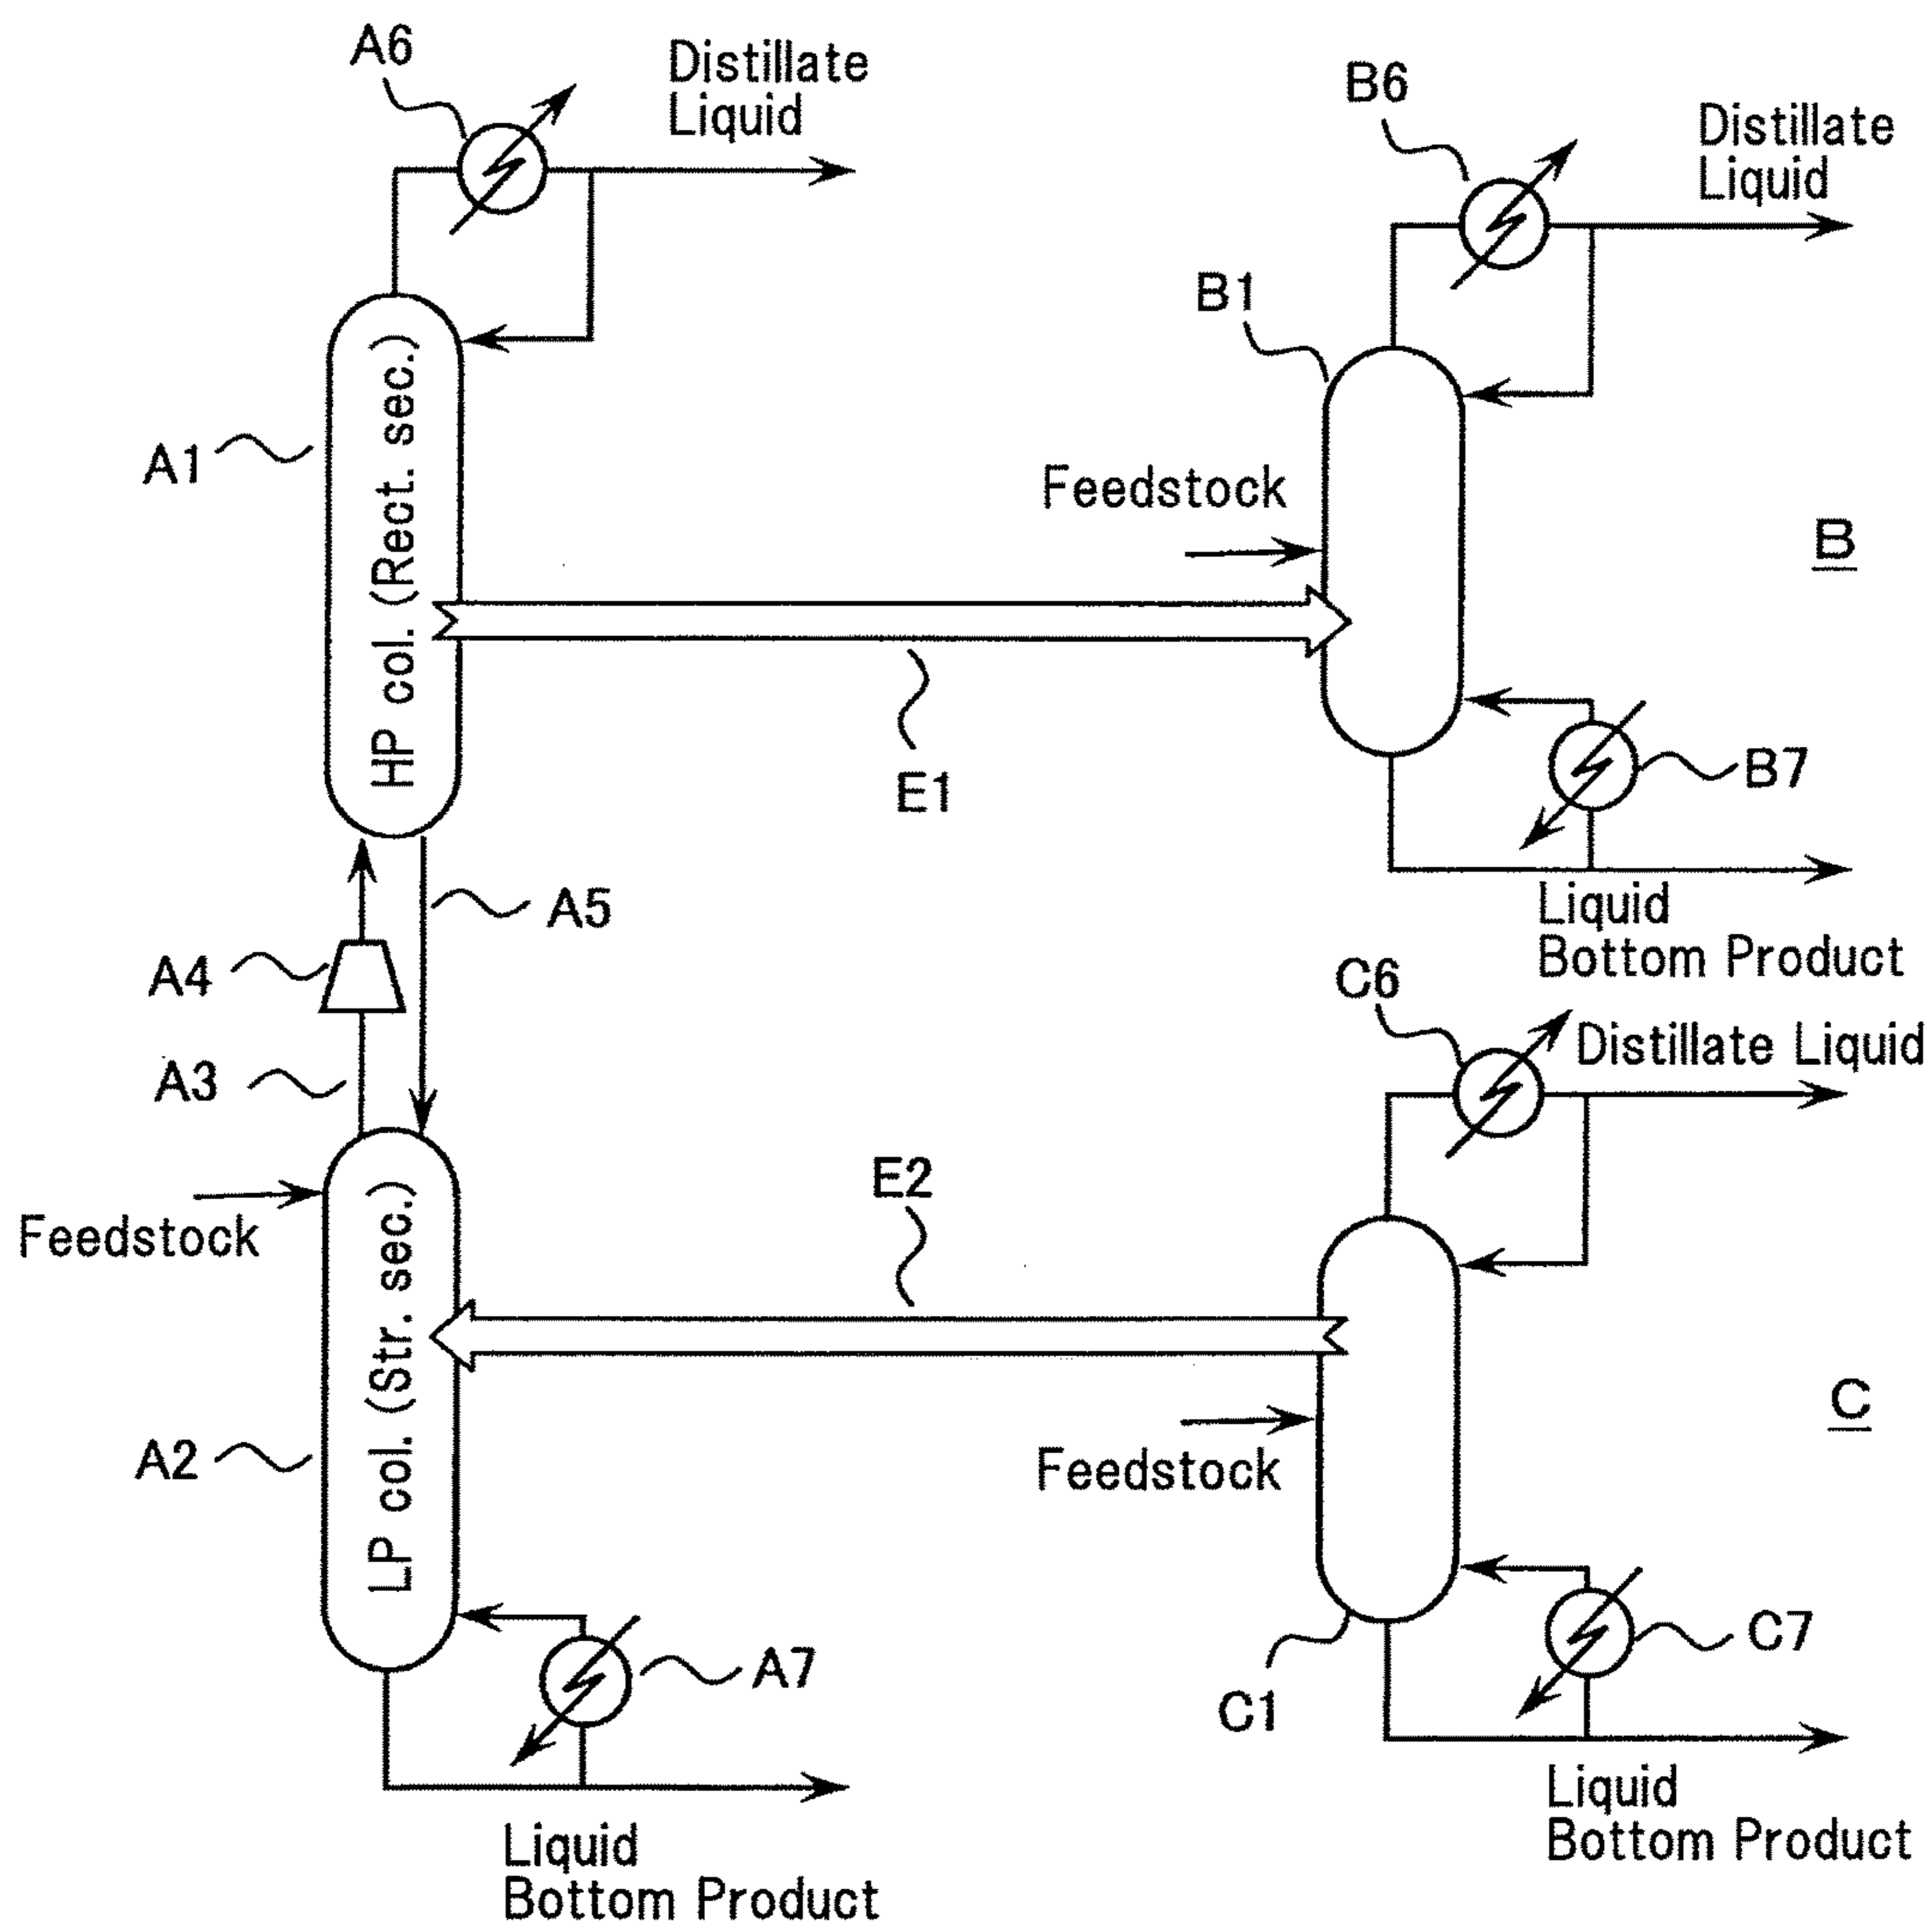 A6
Distillate
Liquid
B6
Distillate
Liquid
B1
A1
HP col. (Rect. sec.)
Feedstock
B
E1
B7
A5
Liquid
Bottom Product
A4
C6
A3
Distillate Liquid
E2
Feedstock
LP col. (Str. sec.)
C
A2
Feedstock
A7
C7
C1
Liquid
Bottom Product
Liquid
Bottom Product